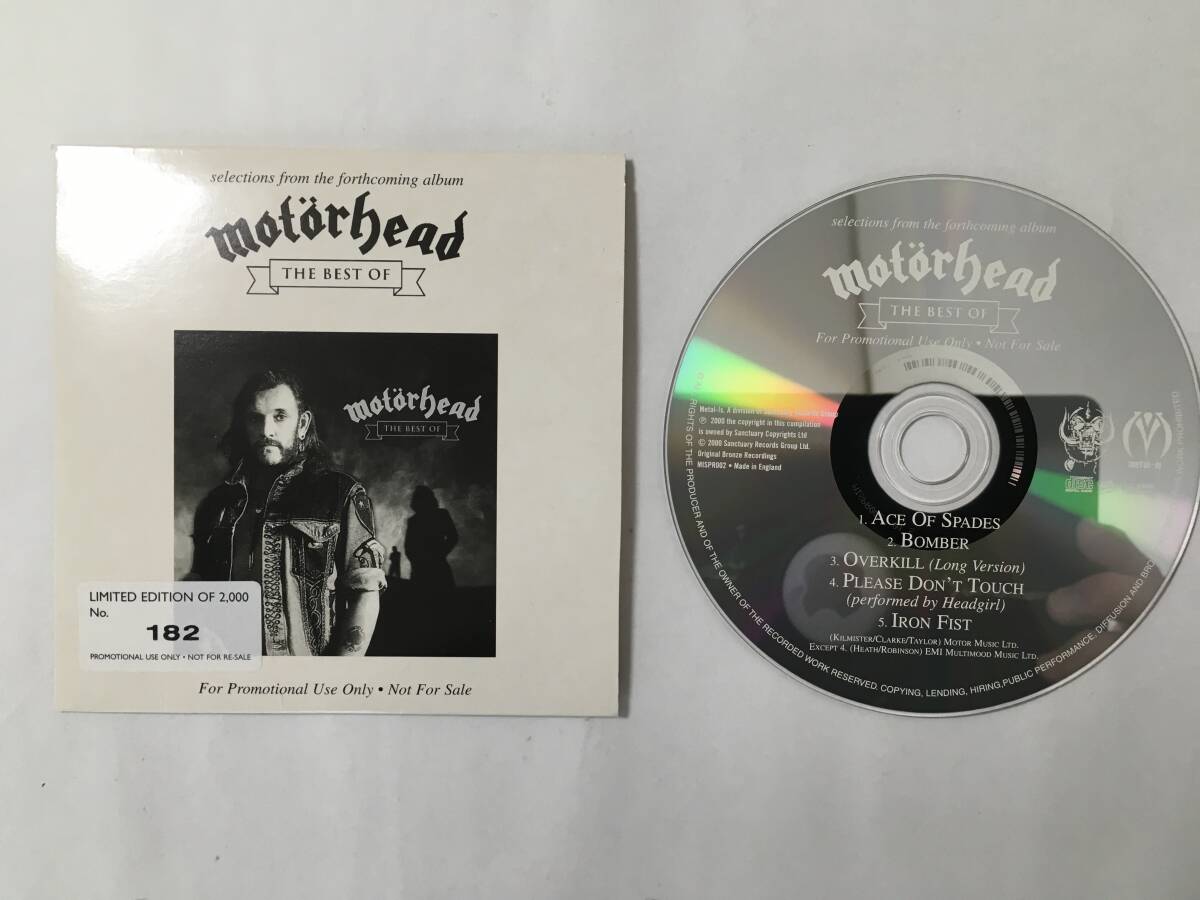 selections from the forthcoming album
motörhead
THE BEST OF
motörhead
THE BEST OF
LIMITED EDITION OF 2,000
No.
182
PROMOTIONAL USE ONLY • NOT FOR RE-SALE
For Promotional Use Only • Not For Sale
selections from the forthcoming album
motörhead
THE BEST OF
For Promotional Use Only • Not For Sale
Metal-Is. A division of Sanctuary Records Group
℗ 2000 the copyright in this compilation
is owned by Sanctuary Copyrights Ltd
© 2000 Sanctuary Records Group Ltd.
Original Bronze Recordings
MISPR002 • Made in England
1. ACE OF SPADES
2. BOMBER
3. OVERKILL (Long Version)
4. PLEASE DON'T TOUCH
(performed by Headgirl)
5. IRON FIST
(KILMISTER/CLARKE/TAYLOR) MOTOR MUSIC LTD.
EXCEPT 4. (HEATH/ROBINSON) EMI MULTIMOOD MUSIC LTD.
RIGHTS OF THE PRODUCER AND OF THE OWNER OF THE RECORDED WORK RESERVED. COPYING, LENDING, HIRING, PUBLIC PERFORMANCE, DIFFUSION AND